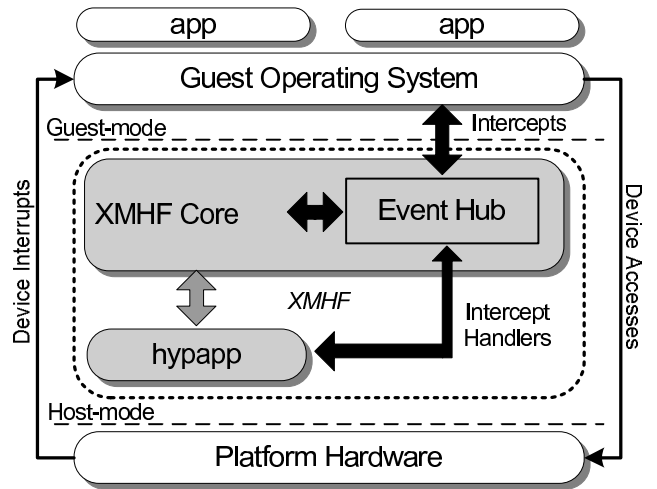 app
app
Guest Operating System
Guest-mode
Intercepts
XMHF Core
Event Hub
Device Interrupts
Device Accesses
XMHF
Intercept
Handlers
hypapp
Host-mode
Platform Hardware